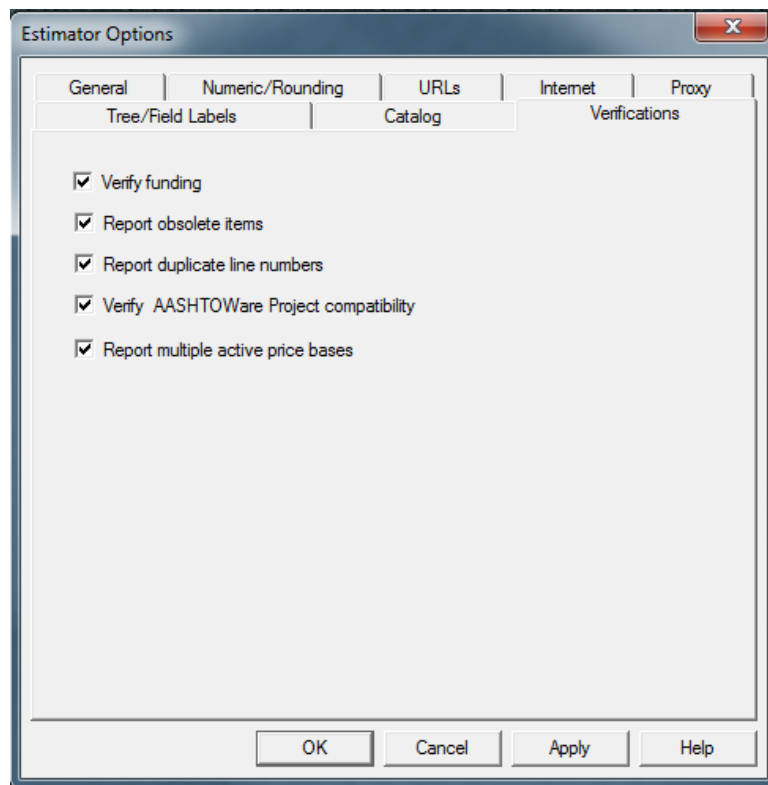 Estimator Options
General Numeric/Rounding URLs Internet Proxy
Tree/Field Labels Catalog Verifications
Verify funding
Report obsolete items
Report duplicate line numbers
Verify AASHTOWare Project compatibility
Report multiple active price bases
OK Cancel Apply Help